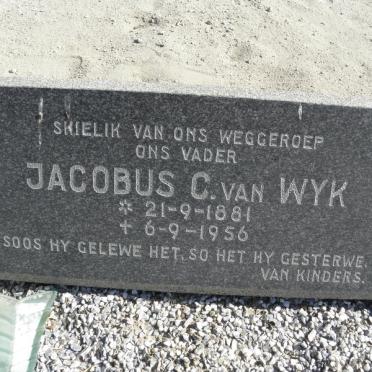 SKIELIK VAN ONS WEGGEROEP
ONS VADER
JACOBUS C. VAN WYK
* 21-9-1881
+ 6-9-1956
SOOS HY GELEWE HET, SO HET HY GESTERWE.
VAN KINDERS.